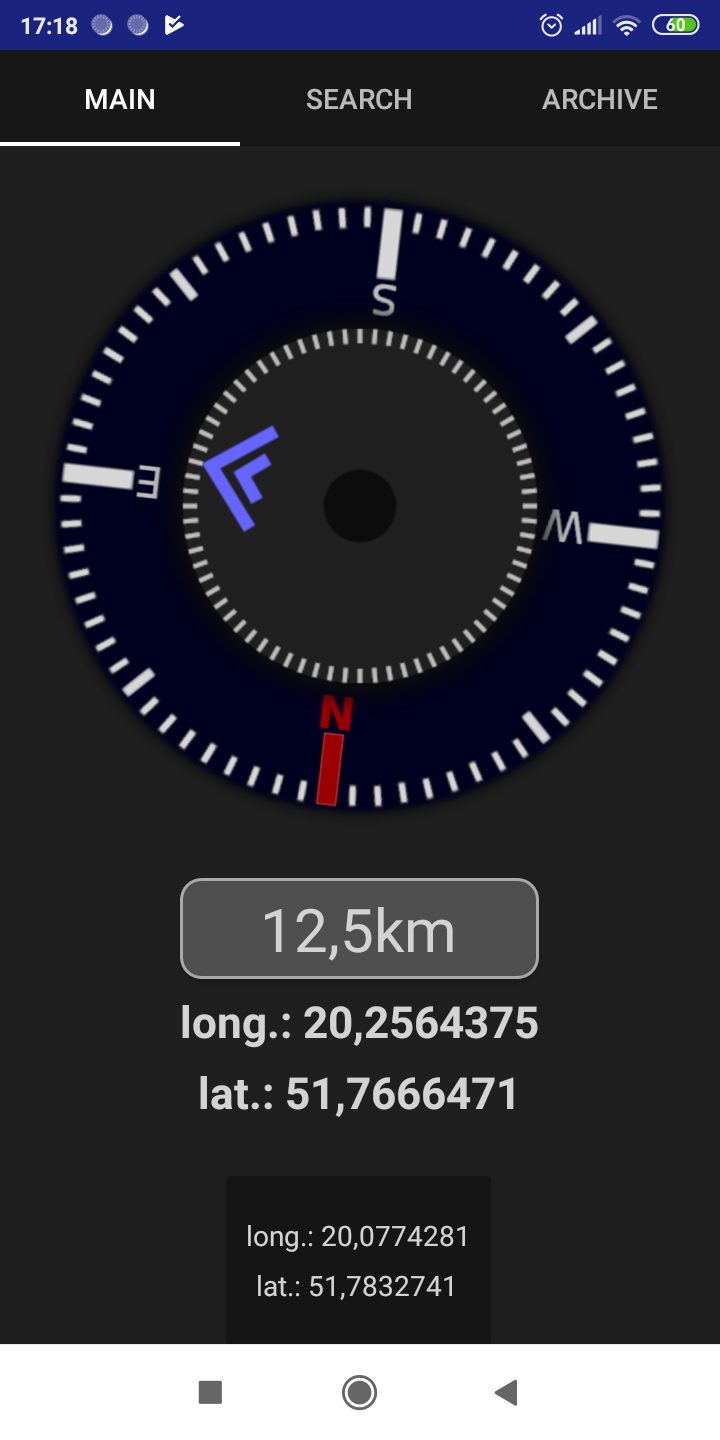 17:18
60
MAIN SEARCH ARCHIVE
S
E
W
N
12,5km
long.: 20,2564375
lat.: 51,7666471
long.: 20,0774281
lat.: 51,7832741